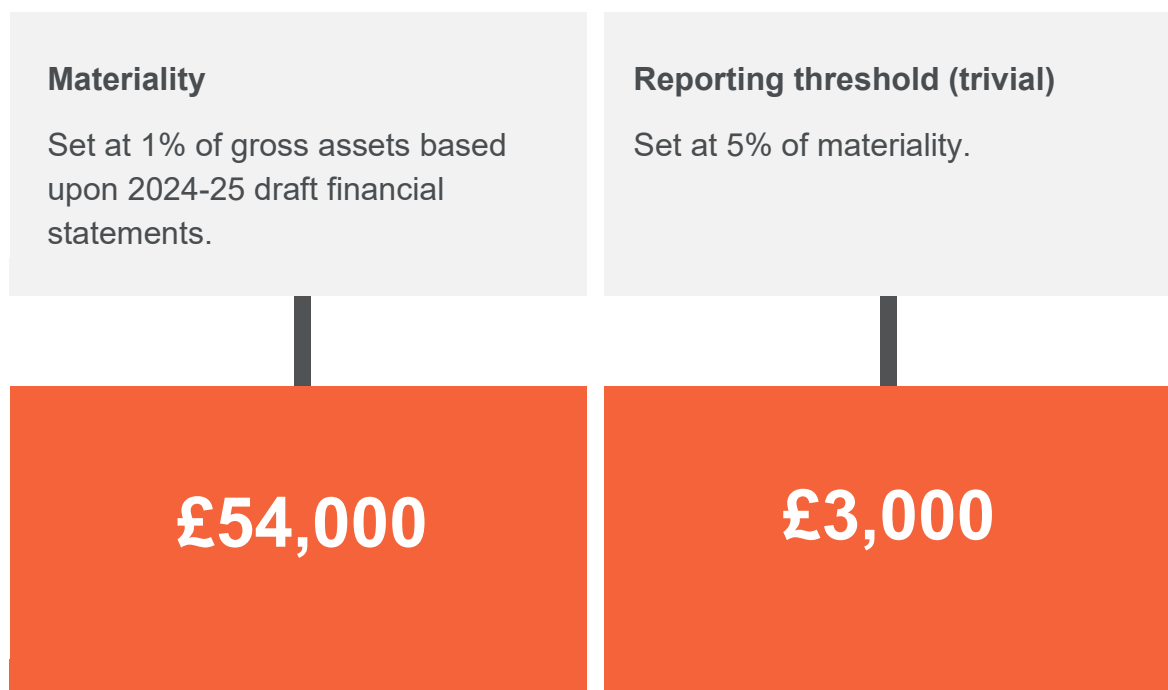 Materiality
Set at 1% of gross assets based
upon 2024-25 draft financial
statements.
£54,000
Reporting threshold (trivial)
Set at 5% of materiality.
£3,000